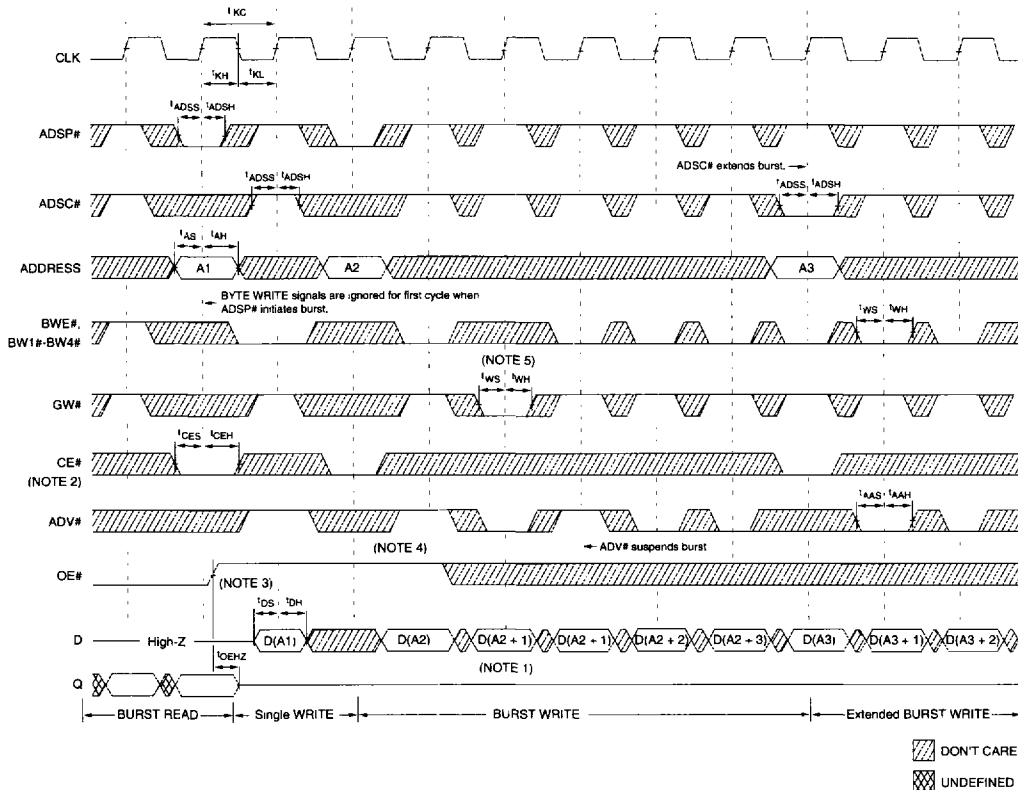 tKC
CLK
tKH tKL
tADSS tADSH
ADSP#
ADSC# extends burst.
tADSS tADSH tADSS tADSH
ADSC#
tAS tAH
ADDRESS A1 A2 A3
BYTE WRITE signals are ignored for first cycle when
ADSP# initiates burst.
BWE#,
BW1#-BW4#
tWS tWH
(NOTE 5)
tWS tWH
GW#
tCES tCEH
CE#
(NOTE 2)
tAAS tAAH
ADV#
(NOTE 4) ADV# suspends burst
OE#
(NOTE 3)
tDS tDH
D High-Z D(A1) D(A2) D(A2 + 1) D(A2 + 1) D(A2 + 2) D(A2 + 3) D(A3) D(A3 + 1) D(A3 + 2)
tOEHZ (NOTE 1)
Q
BURST READ Single WRITE BURST WRITE Extended BURST WRITE
DON'T CARE
UNDEFINED